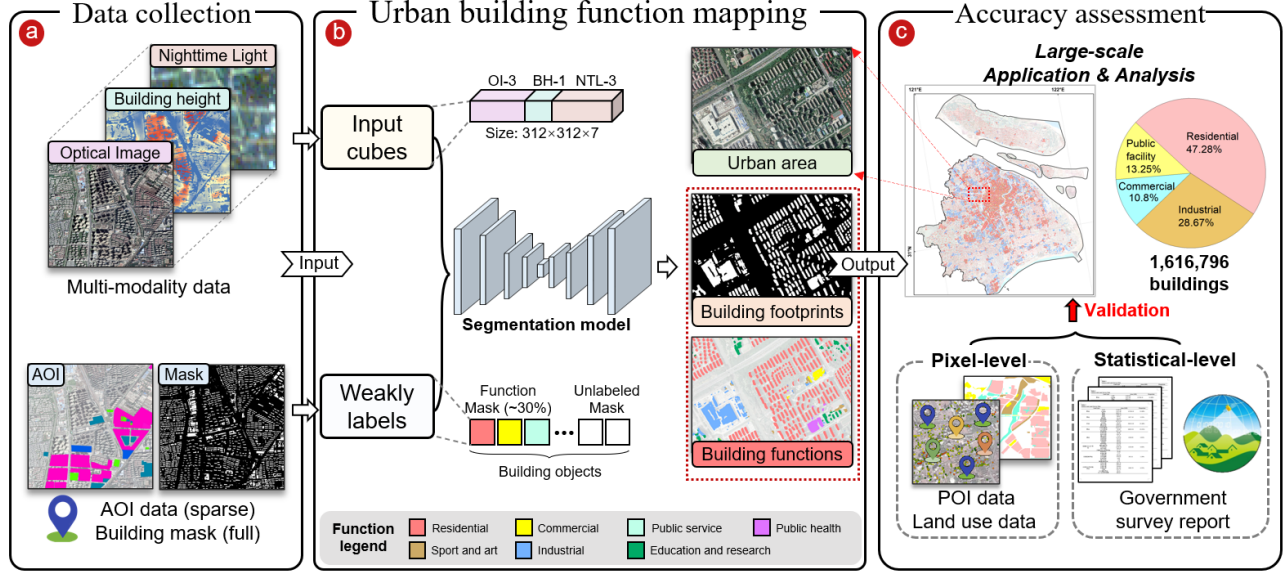 Data collection
a
Nighttime Light
Building height
Optical Image
Multi-modality data
AOI
Mask
AOI data (sparse)
Building mask (full)
Input
Urban building function mapping
b
Input
cubes
OI-3 BH-1 NTL-3
Size: 312×312×7
Segmentation model
Weakly
labels
Function
Mask (~30%)
Unlabeled
Mask
Building objects
Urban area
Building footprints
Building functions
Function
legend
Residential
Commercial
Public service
Public health
Sport and art
Industrial
Education and research
Output
Accuracy assessment
c
Large-scale
Application & Analysis
121°E
122°E
31°N
Residential
47.28%
Public
facility
13.25%
Commercial
10.8%
Industrial
28.67%
1,616,796
buildings
Validation
Pixel-level
POI data
Land use data
Statistical-level
Government
survey report